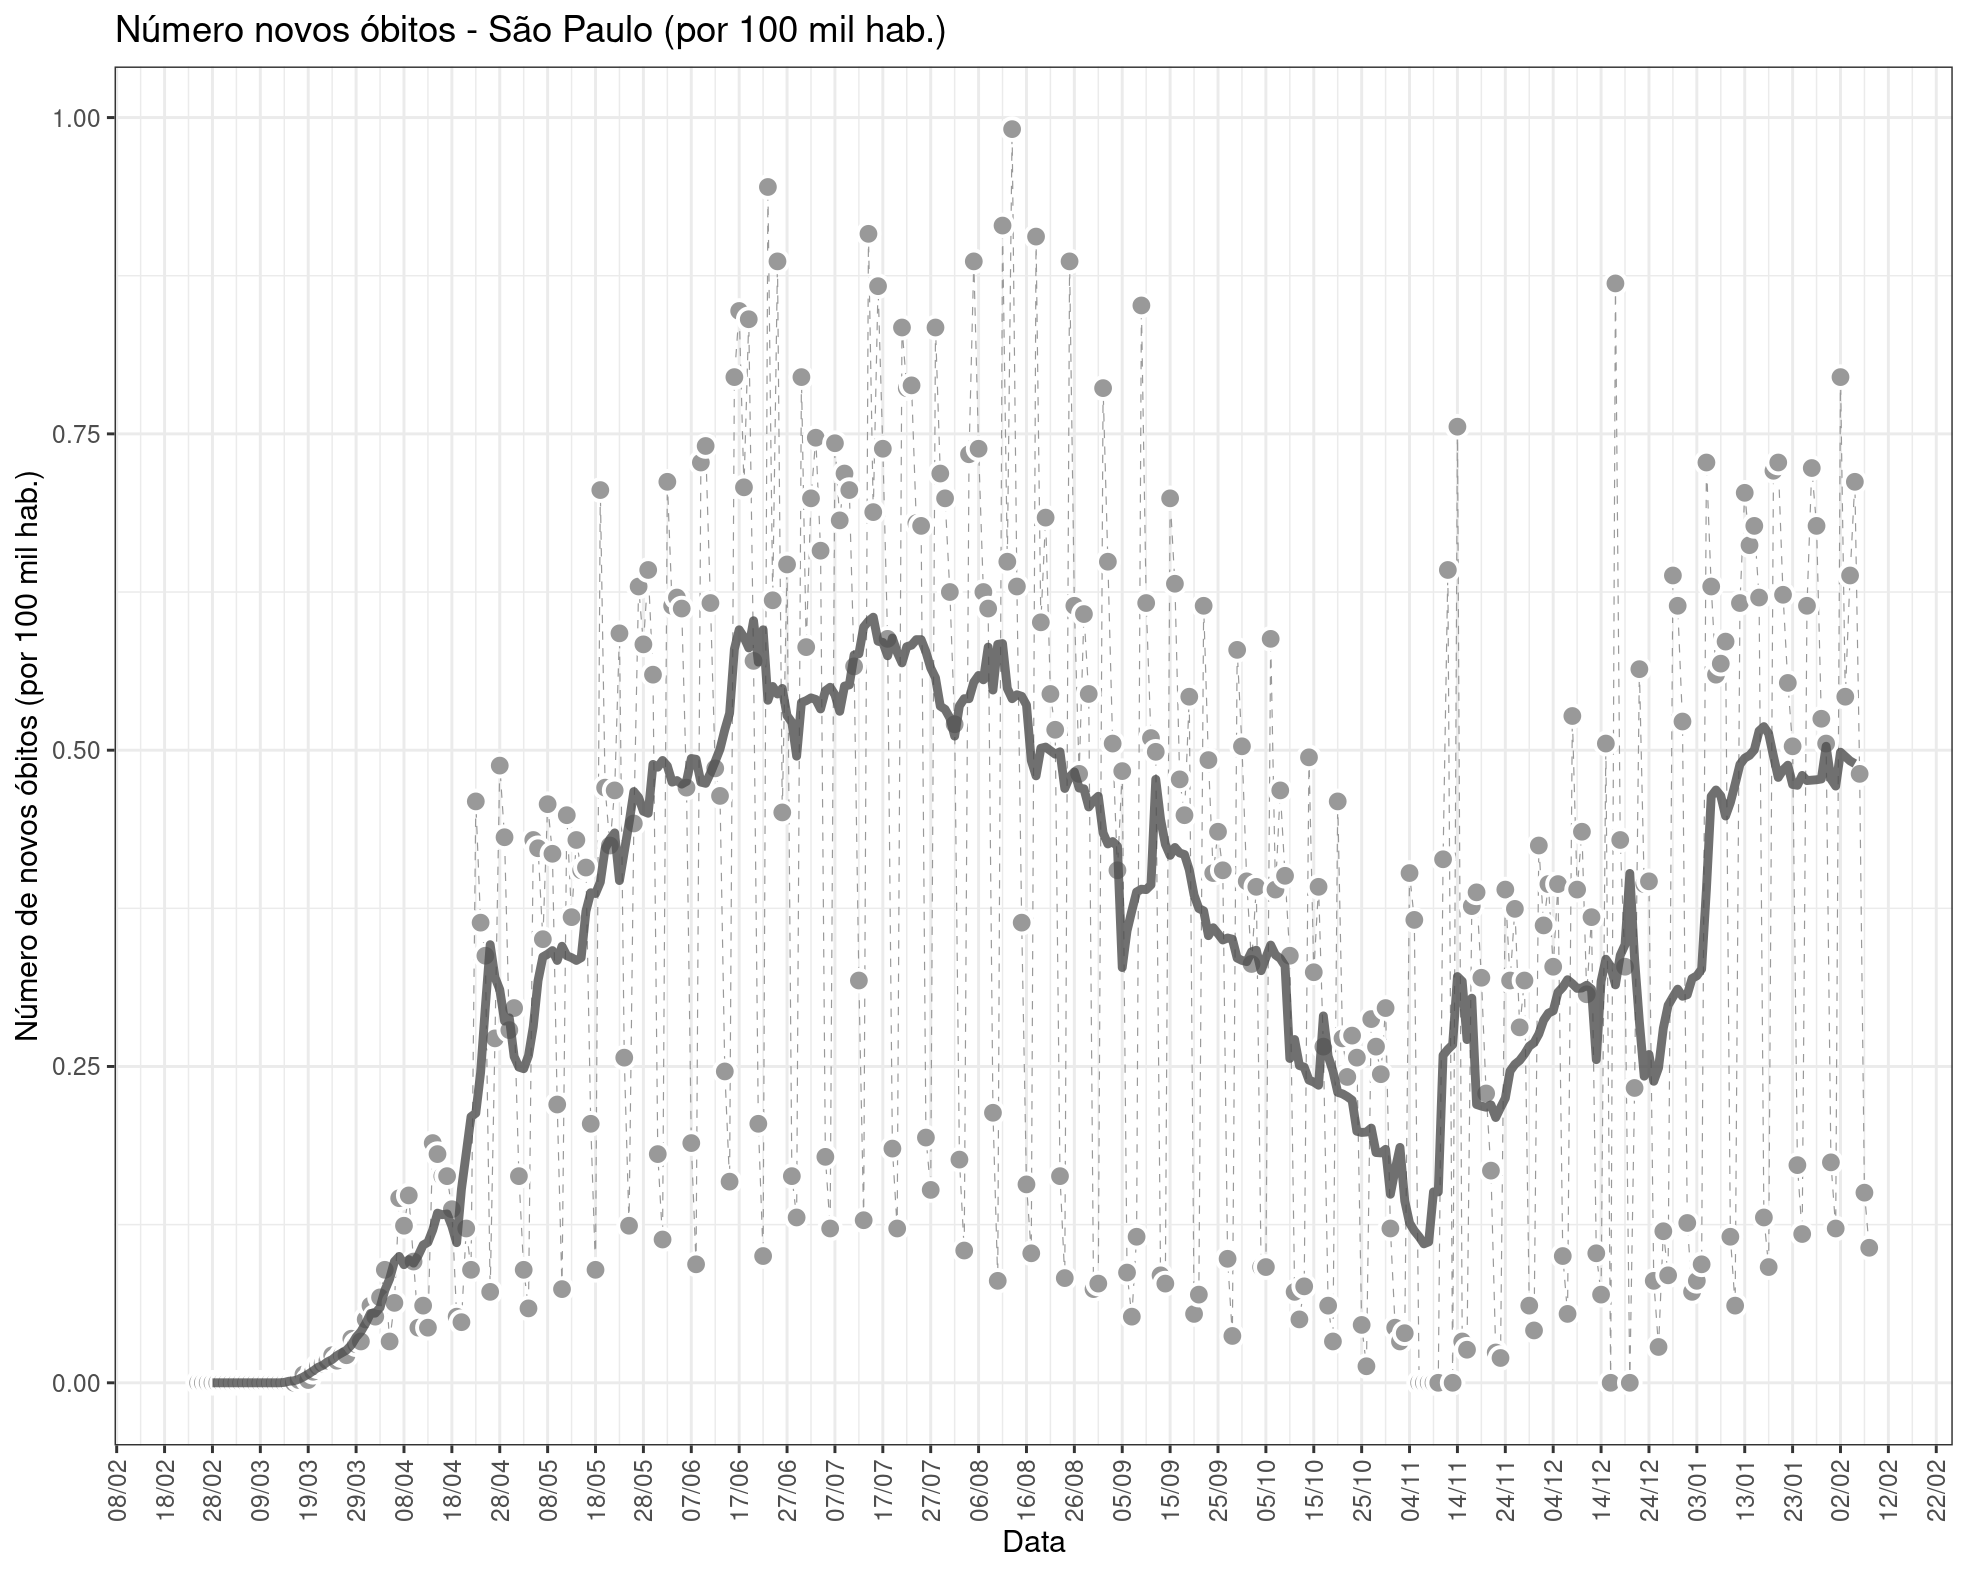 Número novos óbitos - São Paulo (por 100 mil hab.)
Número de novos óbitos (por 100 mil hab.)
1.00
0.75
0.50
0.25
0.00
08/02 18/02 28/02 09/03 19/03 29/03 08/04 18/04 28/04 08/05 18/05 28/05 07/06 17/06 27/06 07/07 17/07 27/07 06/08 16/08 26/08 05/09 15/09 25/09 05/10 15/10 25/10 04/11 14/11 24/11 04/12 14/12 24/12 03/01 13/01 23/01 02/02 12/02 22/02
Data